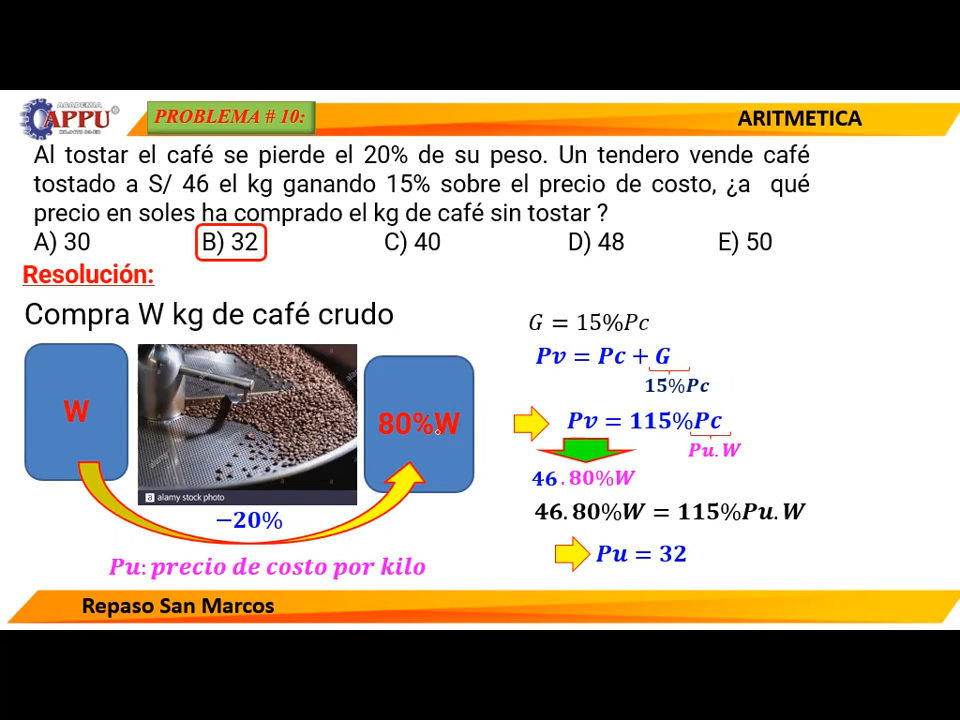 ACADEMIA
APPU
PROBLEMA # 10:
ARITMETICA
Al tostar el café se pierde el 20% de su peso. Un tendero vende café
tostado a S/ 46 el kg ganando 15% sobre el precio de costo, ¿a qué
precio en soles ha comprado el kg de café sin tostar ?
A) 30 B) 32 C) 40 D) 48 E) 50
Resolución:
Compra W kg de café crudo
W
80%W
alamy
alamy
a alamy stock photo
−20%
Pu: precio de costo por kilo
G = 15%Pc
Pv = Pc + G
15%Pc
Pv = 115%Pc
Pu.W
46 . 80%W
46. 80%W = 115%Pu. W
Pu = 32
Repaso San Marcos